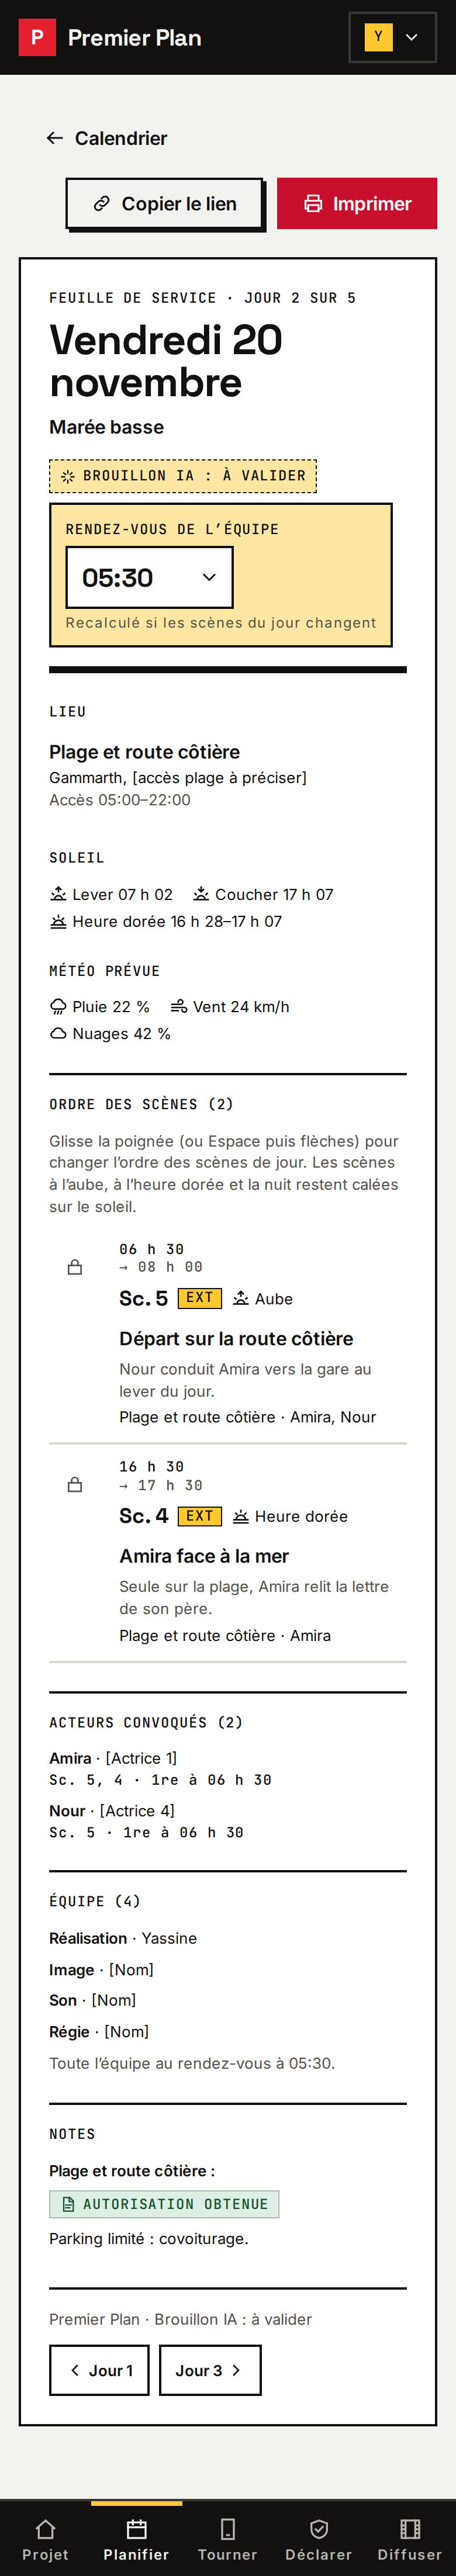 P Premier Plan Y
Calendrier
Copier le lien Imprimer
FEUILLE DE SERVICE · JOUR 2 SUR 5
Vendredi 20
novembre
Marée basse
BROUILLON IA : À VALIDER
RENDEZ-VOUS DE L’ÉQUIPE
05:30
Recalculé si les scènes du jour changent
LIEU
Plage et route côtière
Gammarth, [accès plage à préciser]
Accès 05:00–22:00
SOLEIL
Lever 07 h 02 Coucher 17 h 07
Heure dorée 16 h 28–17 h 07
MÉTÉO PRÉVUE
Pluie 22 % Vent 24 km/h
Nuages 42 %
ORDRE DES SCÈNES (2)
Glisse la poignée (ou Espace puis flèches) pour
changer l’ordre des scènes de jour. Les scènes
à l’aube, à l’heure dorée et la nuit restent calées
sur le soleil.
06 h 30
→ 08 h 00
Sc. 5 EXT Aube
Départ sur la route côtière
Nour conduit Amira vers la gare au
lever du jour.
Plage et route côtière · Amira, Nour
16 h 30
→ 17 h 30
Sc. 4 EXT Heure dorée
Amira face à la mer
Seule sur la plage, Amira relit la lettre
de son père.
Plage et route côtière · Amira
ACTEURS CONVOQUÉS (2)
Amira · [Actrice 1]
Sc. 5, 4 · 1re à 06 h 30
Nour · [Actrice 4]
Sc. 5 · 1re à 06 h 30
ÉQUIPE (4)
Réalisation · Yassine
Image · [Nom]
Son · [Nom]
Régie · [Nom]
Toute l’équipe au rendez-vous à 05:30.
NOTES
Plage et route côtière :
AUTORISATION OBTENUE
Parking limité : covoiturage.
Premier Plan · Brouillon IA : à valider
Jour 1 Jour 3
Projet Planifier Tourner Déclarer Diffuser